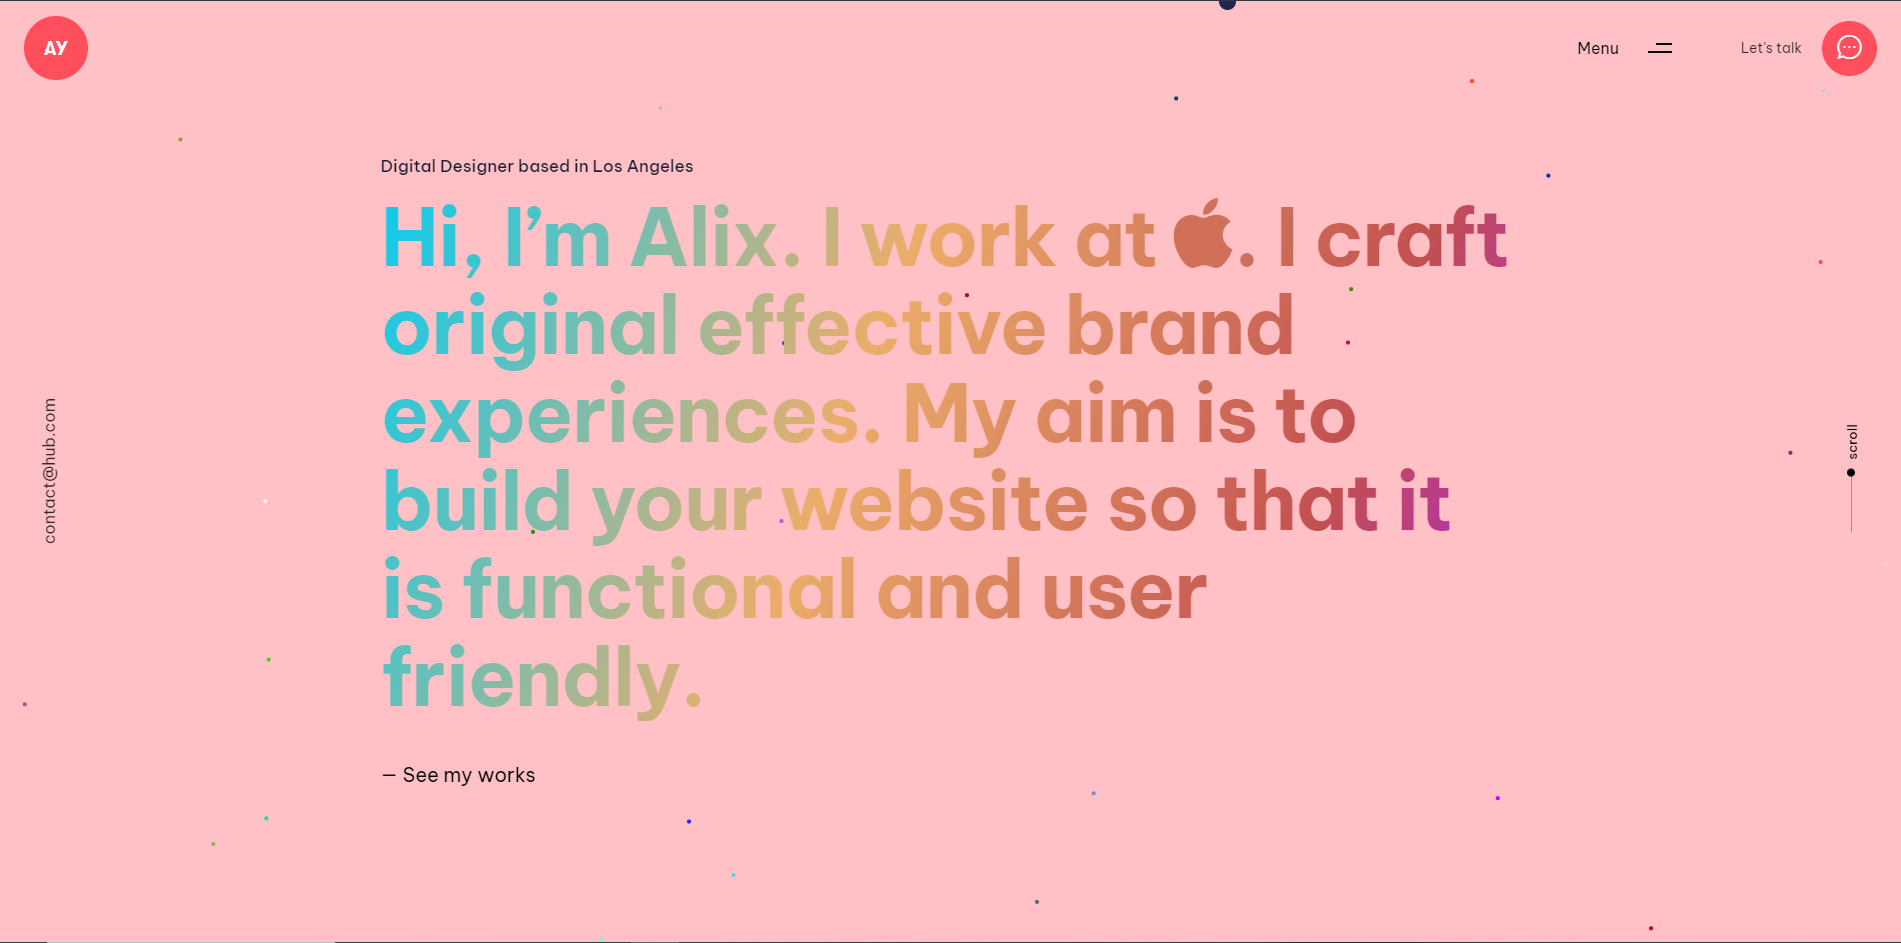 AY
Menu
Let's talk
Digital Designer based in Los Angeles
Hi, I’m Alix. I work at . I craft
original effective brand
experiences. My aim is to
build your website so that it
is functional and user
friendly.
contact@hub.com
scroll
— See my works